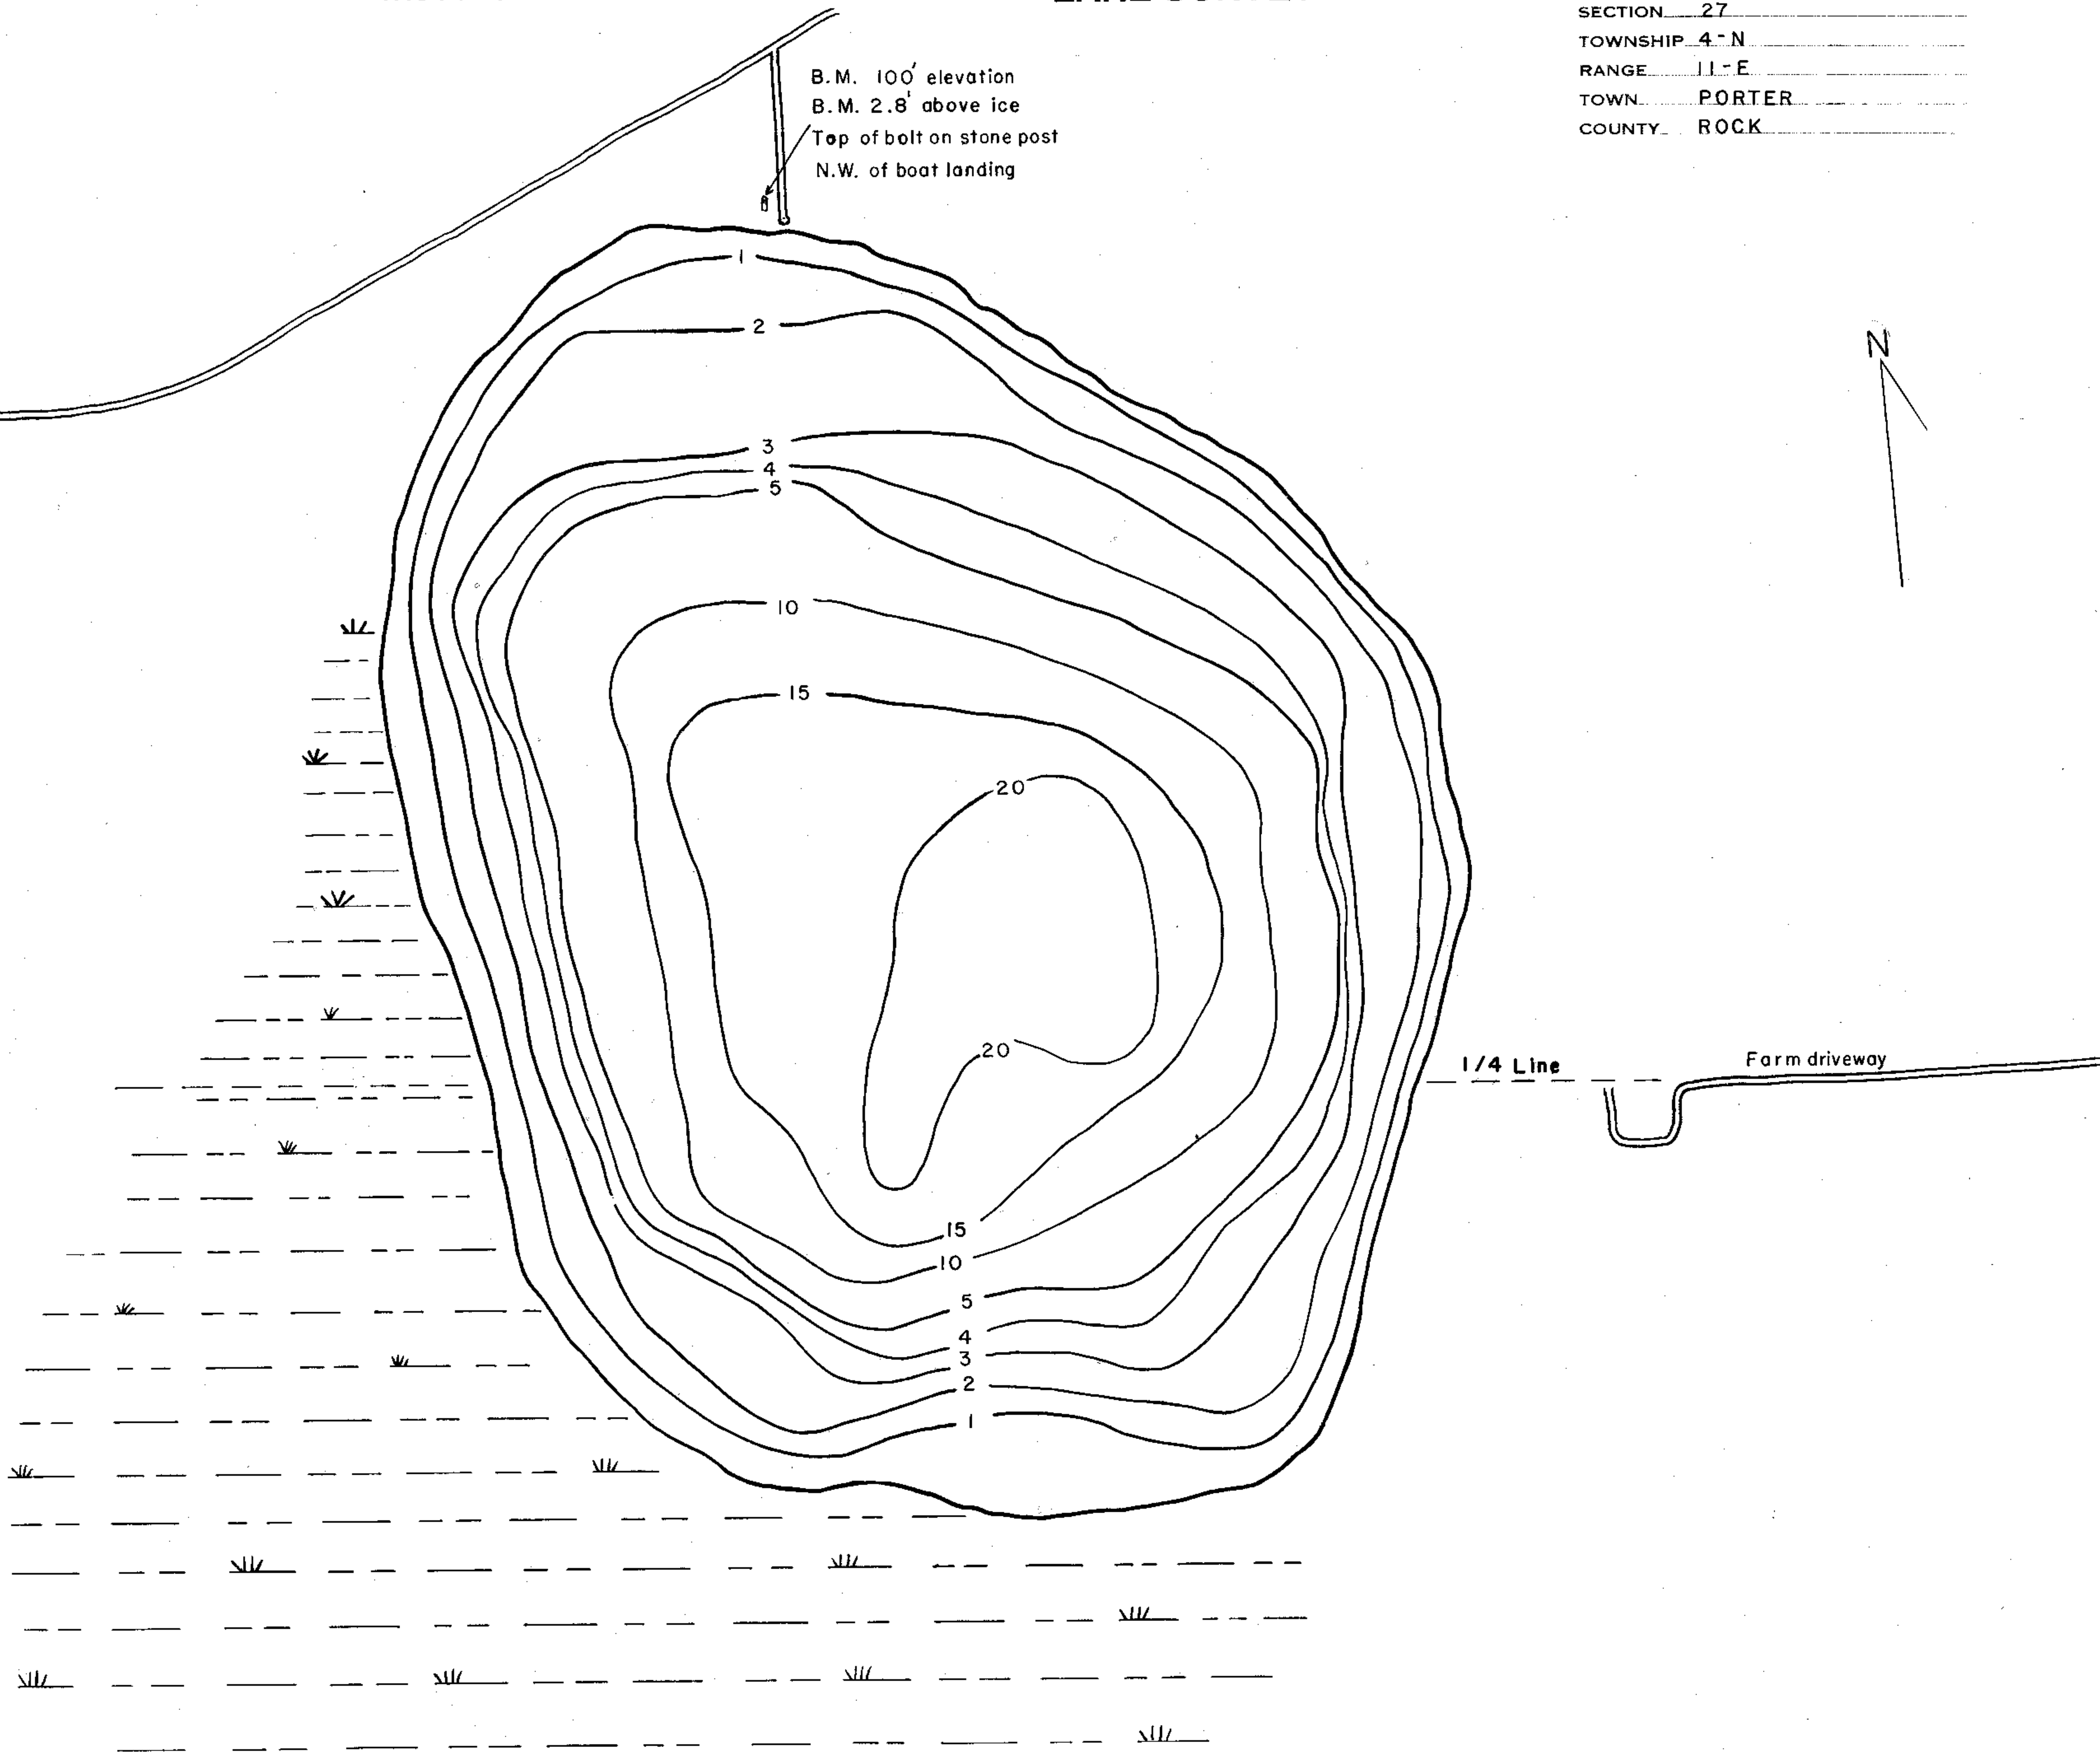 SECTION 27
TOWNSHIP 4-N
RANGE 11-E
TOWN PORTER
COUNTY ROCK
B.M. 100' elevation
B.M. 2.8' above ice
Top of bolt on stone post
N.W. of boat landing
N
1
2
3
4
5
10
15
20
20
1/4 Line
Farm driveway
15
10
5
4
3
2
1